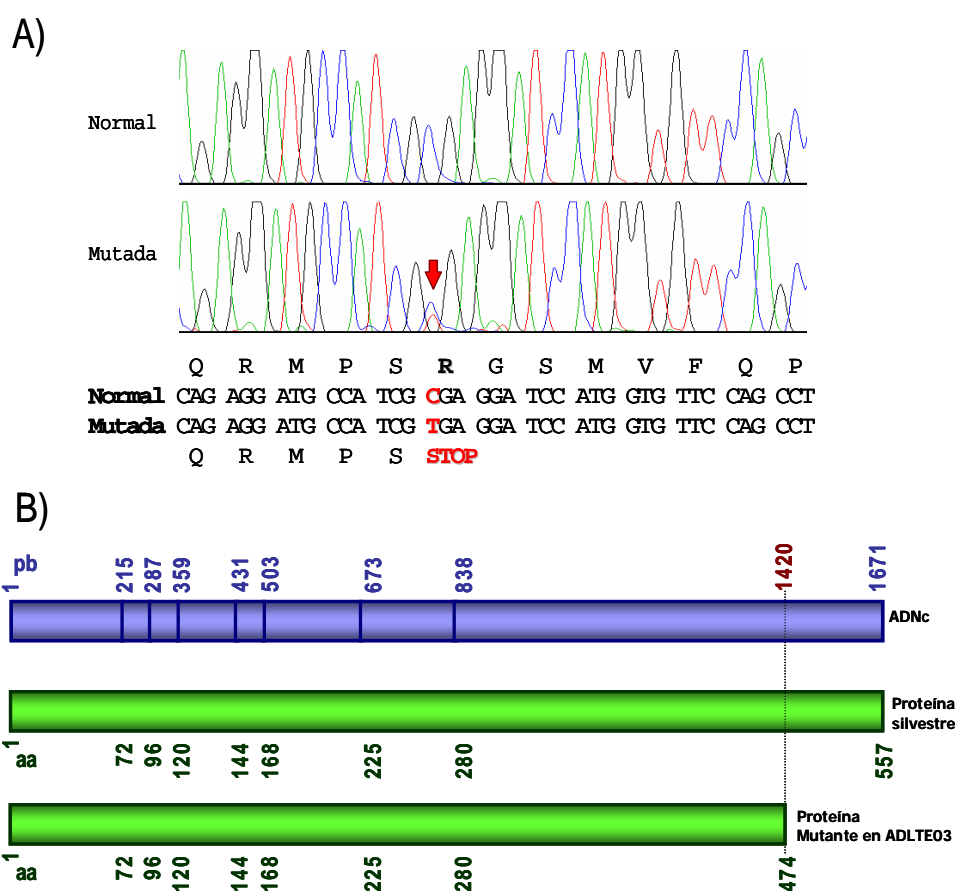 A)
Normal
Mutada
Q R M P S R G S M V F Q P
Normal CAG AGG ATG CCA TCG CGA GGA TCC ATG GTG TTC CAG CCT
Mutada CAG AGG ATG CCA TCG TGA GGA TCC ATG GTG TTC CAG CCT
Q R M P S STOP
B)
1 pb 215 287 359 431 503 673 838 1420 1671
ADNc
Proteína
silvestre
1 aa 72 96 120 144 168 225 280 557
Proteína
Mutante en ADLTE03
1 aa 72 96 120 144 168 225 280 474